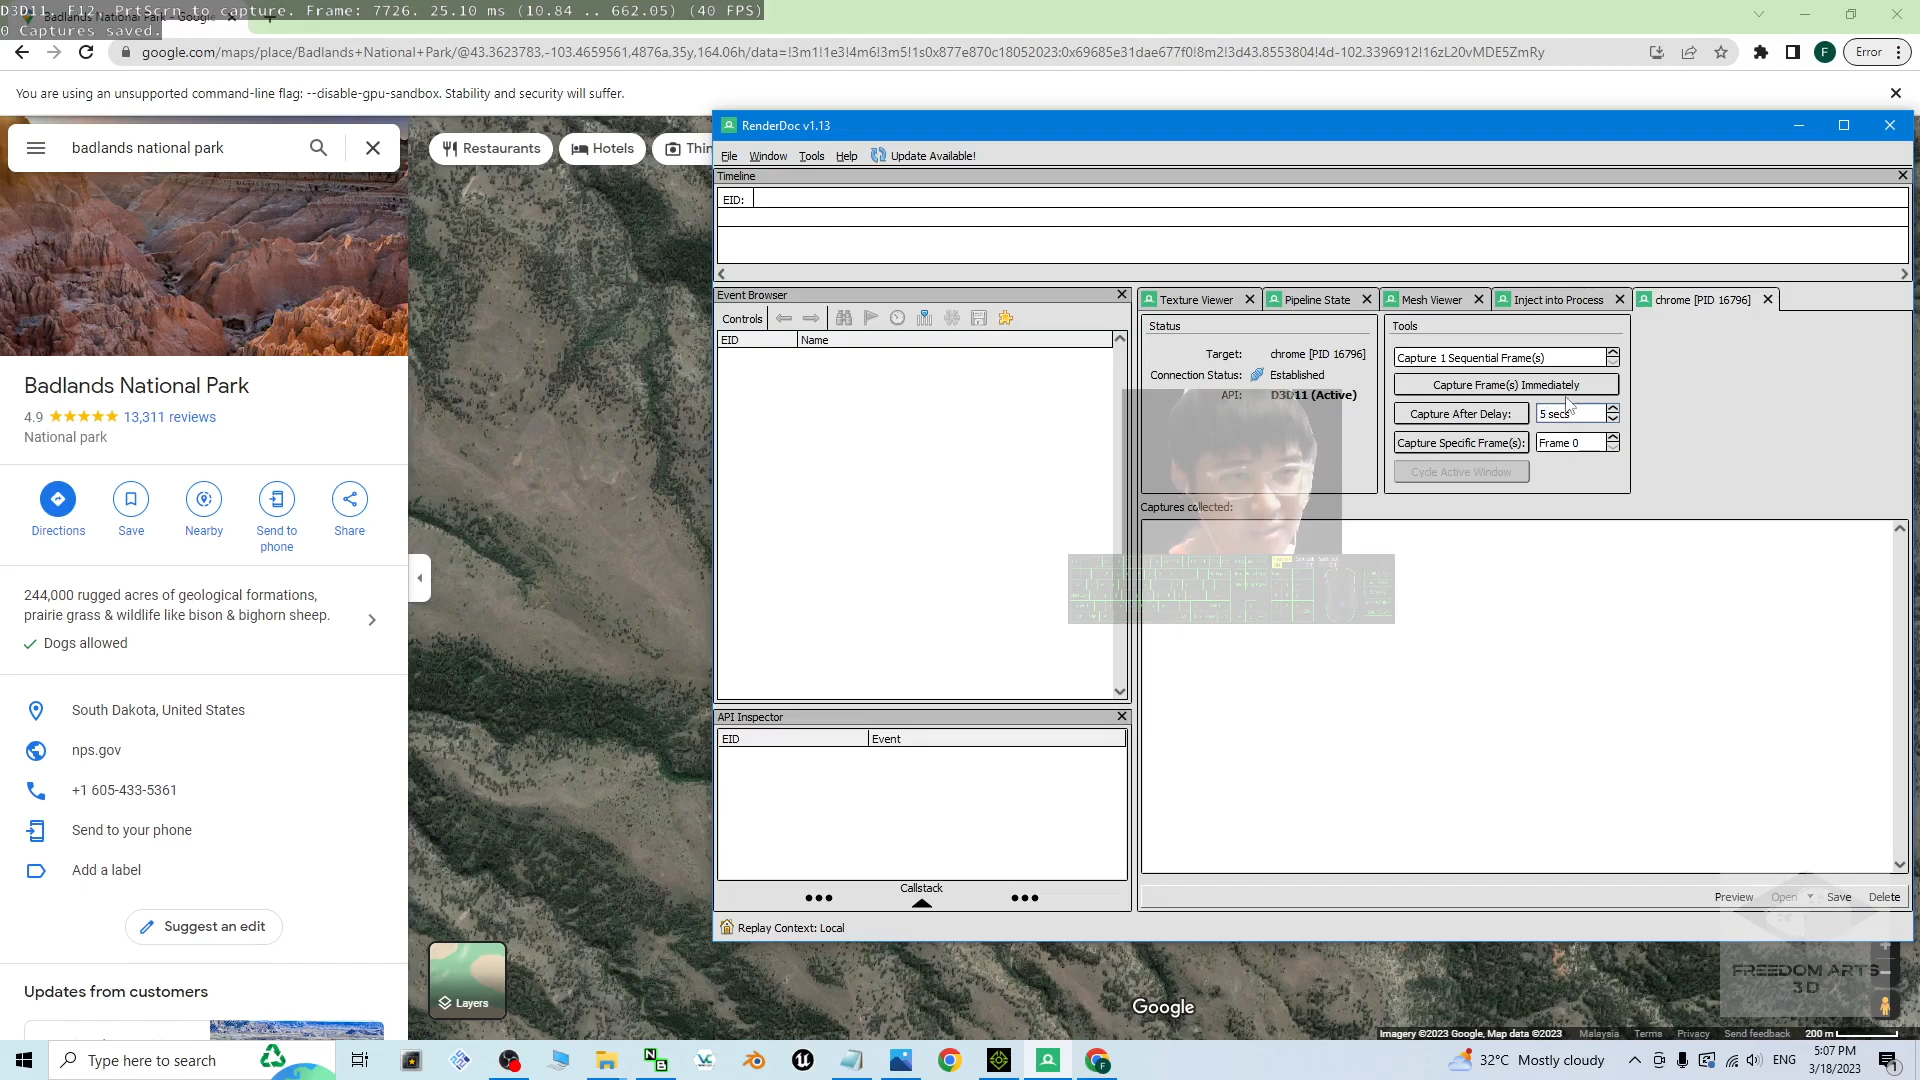 D3D11. F12, PrtScrn to capture. Frame: 7726. 25.10 ms (10.84 .. 662.05) (40 FPS)
0 Captures saved.
Badlands National Park - Google
google.com/maps/place/Badlands+National+Park/@43.3623783,-103.4659561,4876a,35y,164.06h/data=!3m1!1e3!4m6!3m5!1s0x877e870c18052023:0x69685e31dae677f0!8m2!3d43.8553804!4d-102.3396912!16zL20vMDE5ZmRy
F
Error
You are using an unsupported command-line flag: --disable-gpu-sandbox. Stability and security will suffer.
badlands national park
Restaurants
Hotels
Thin
Badlands National Park
4.9
13,311 reviews
National park
Directions
Save
Nearby
Send to phone
Share
244,000 rugged acres of geological formations,
prairie grass & wildlife like bison & bighorn sheep.
Dogs allowed
South Dakota, United States
nps.gov
+1 605-433-5361
Send to your phone
Add a label
Suggest an edit
Updates from customers
Layers
Google
RenderDoc v1.13
File Window Tools Help Update Available!
Timeline
EID:
Event Browser
Controls
EID Name
API Inspector
EID Event
Callstack
Replay Context: Local
Texture Viewer
Pipeline State
Mesh Viewer
Inject into Process
chrome [PID 16796]
Status
Target: chrome [PID 16796]
Connection Status: Established
API: D3D11 (Active)
Tools
Capture 1 Sequential Frame(s)
Capture Frame(s) Immediately
Capture After Delay: 5 secs
Capture Specific Frame(s): Frame 0
Cycle Active Window
Captures collected:
Preview Open Save Delete
FREEDOM ARTS
3D
Imagery ©2023 Google, Map data ©2023 Malaysia Terms Privacy Send feedback 200 m
Type here to search
32°C Mostly cloudy
ENG
5:07 PM
3/18/2023
1